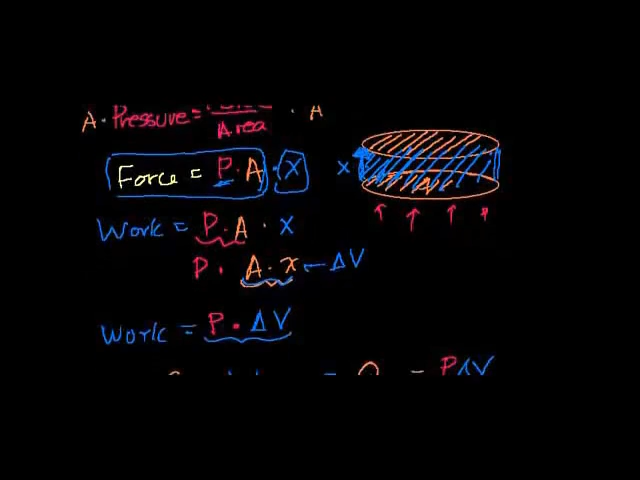 A · Pressure = Area · A
Force = P · A · x
x
Work = P · A · x
P · A · x ← ΔV
Work = P · ΔV
= Q - PΔV